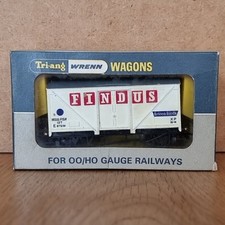 Tri-ang WRENN WAGONS
FINDUS
FOR OO/HO GAUGE RAILWAYS